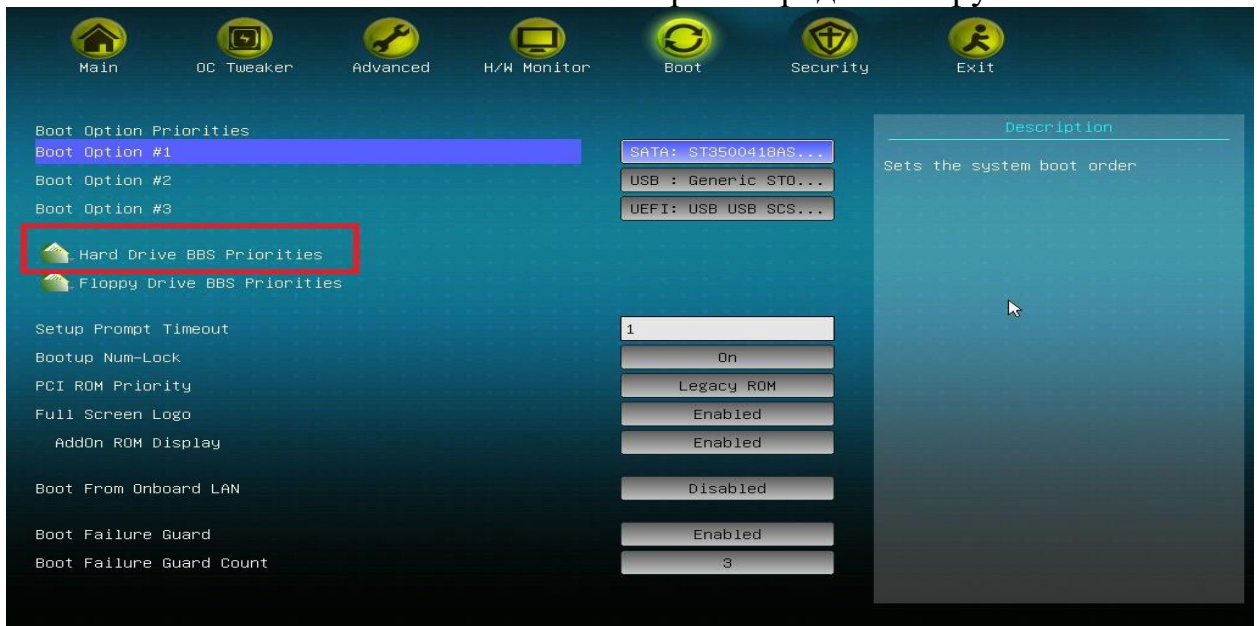 Main OC Tweaker Advanced H/W Monitor Boot Security Exit
Boot Option Priorities
Boot Option #1 SATA: ST3500418AS...
Boot Option #2 USB : Generic STO...
Boot Option #3 UEFI: USB USB SCS...
Hard Drive BBS Priorities
Floppy Drive BBS Priorities
Setup Prompt Timeout 1
Bootup Num-Lock On
PCI ROM Priority Legacy ROM
Full Screen Logo Enabled
AddOn ROM Display Enabled
Boot From Onboard LAN Disabled
Boot Failure Guard Enabled
Boot Failure Guard Count 3
Description
Sets the system boot order